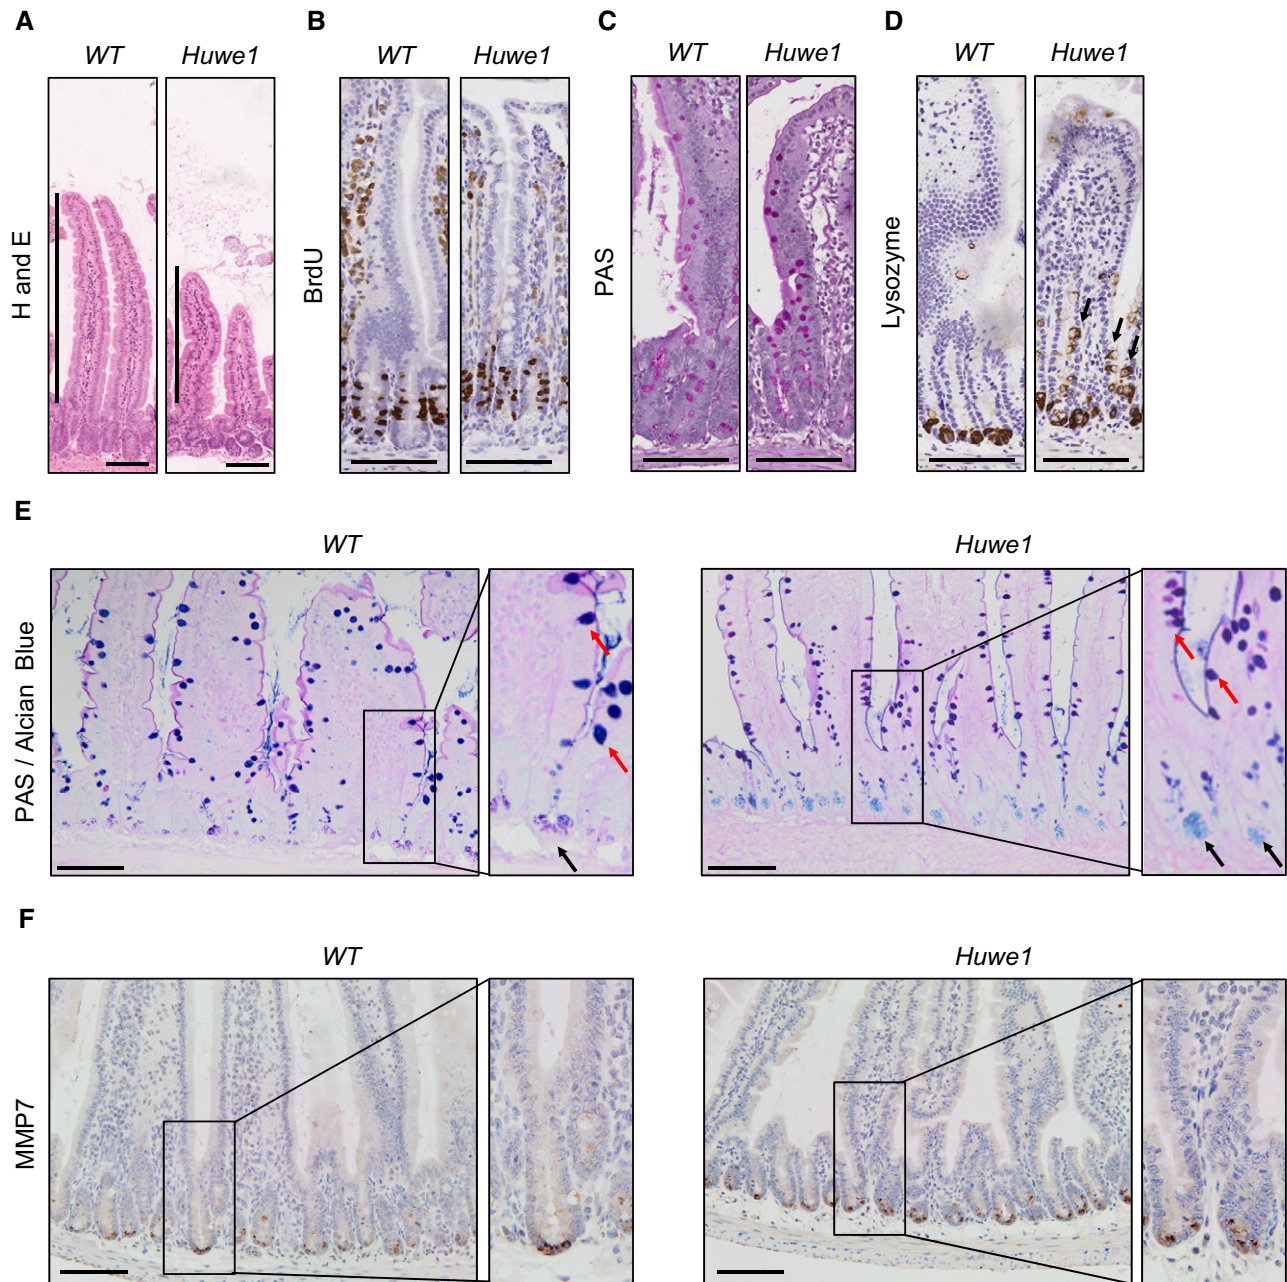 A
B
C
D
WT
Huwe1
WT
Huwe1
WT
Huwe1
WT
Huwe1
H and E
BrdU
PAS
Lysozyme
E
WT
Huwe1
PAS / Alcian Blue
F
WT
Huwe1
MMP7